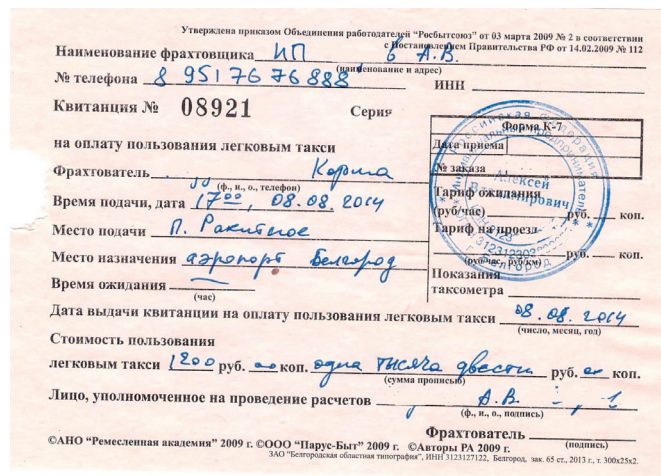 Утверждена приказом Объединения работодателей "Росбытсоюз" от 03 марта 2009 № 2 в соответствии
с Постановлением Правительства РФ от 14.02.2009 № 112
Наименование фрахтовщика ИП в А.В.
(наименование и адрес)
№ телефона 8 951 76 76 888 ИНН
Квитанция № 08921 Серия
Форма К-7
на оплату пользования легковым такси
Дата приема
№ заказа
Фрахтователь
(ф., и., о., телефон)
Время подачи, дата 17 00, 08.08.2014
Тариф ожидания
(руб/час) руб. коп.
Место подачи П. Ракитное
Тариф на проезд
руб. коп.
(руб/час, руб/км)
Место назначения аэропорт Белгород
Показания
таксометра
Время ожидания —
(час)
Алексей
Белгород
Дата выдачи квитанции на оплату пользования легковым такси 08.08.2014
(число, месяц, год)
Стоимость пользования
легковым такси 1200 руб. 00 коп. одна тысяча двести руб. 00 коп.
(сумма прописью)
Лицо, уполномоченное на проведение расчетов А.В.
(ф., и., о., подпись)
Фрахтователь
(подпись)
©АНО "Ремесленная академия" 2009 г. ©ООО "Парус-Быт" 2009 г. ©Авторы РА 2009 г.
ЗАО "Белгородская областная типография", ИНН 3123127122, Белгород, зак. 65 ст., 2013 г., т. 300х25х2.